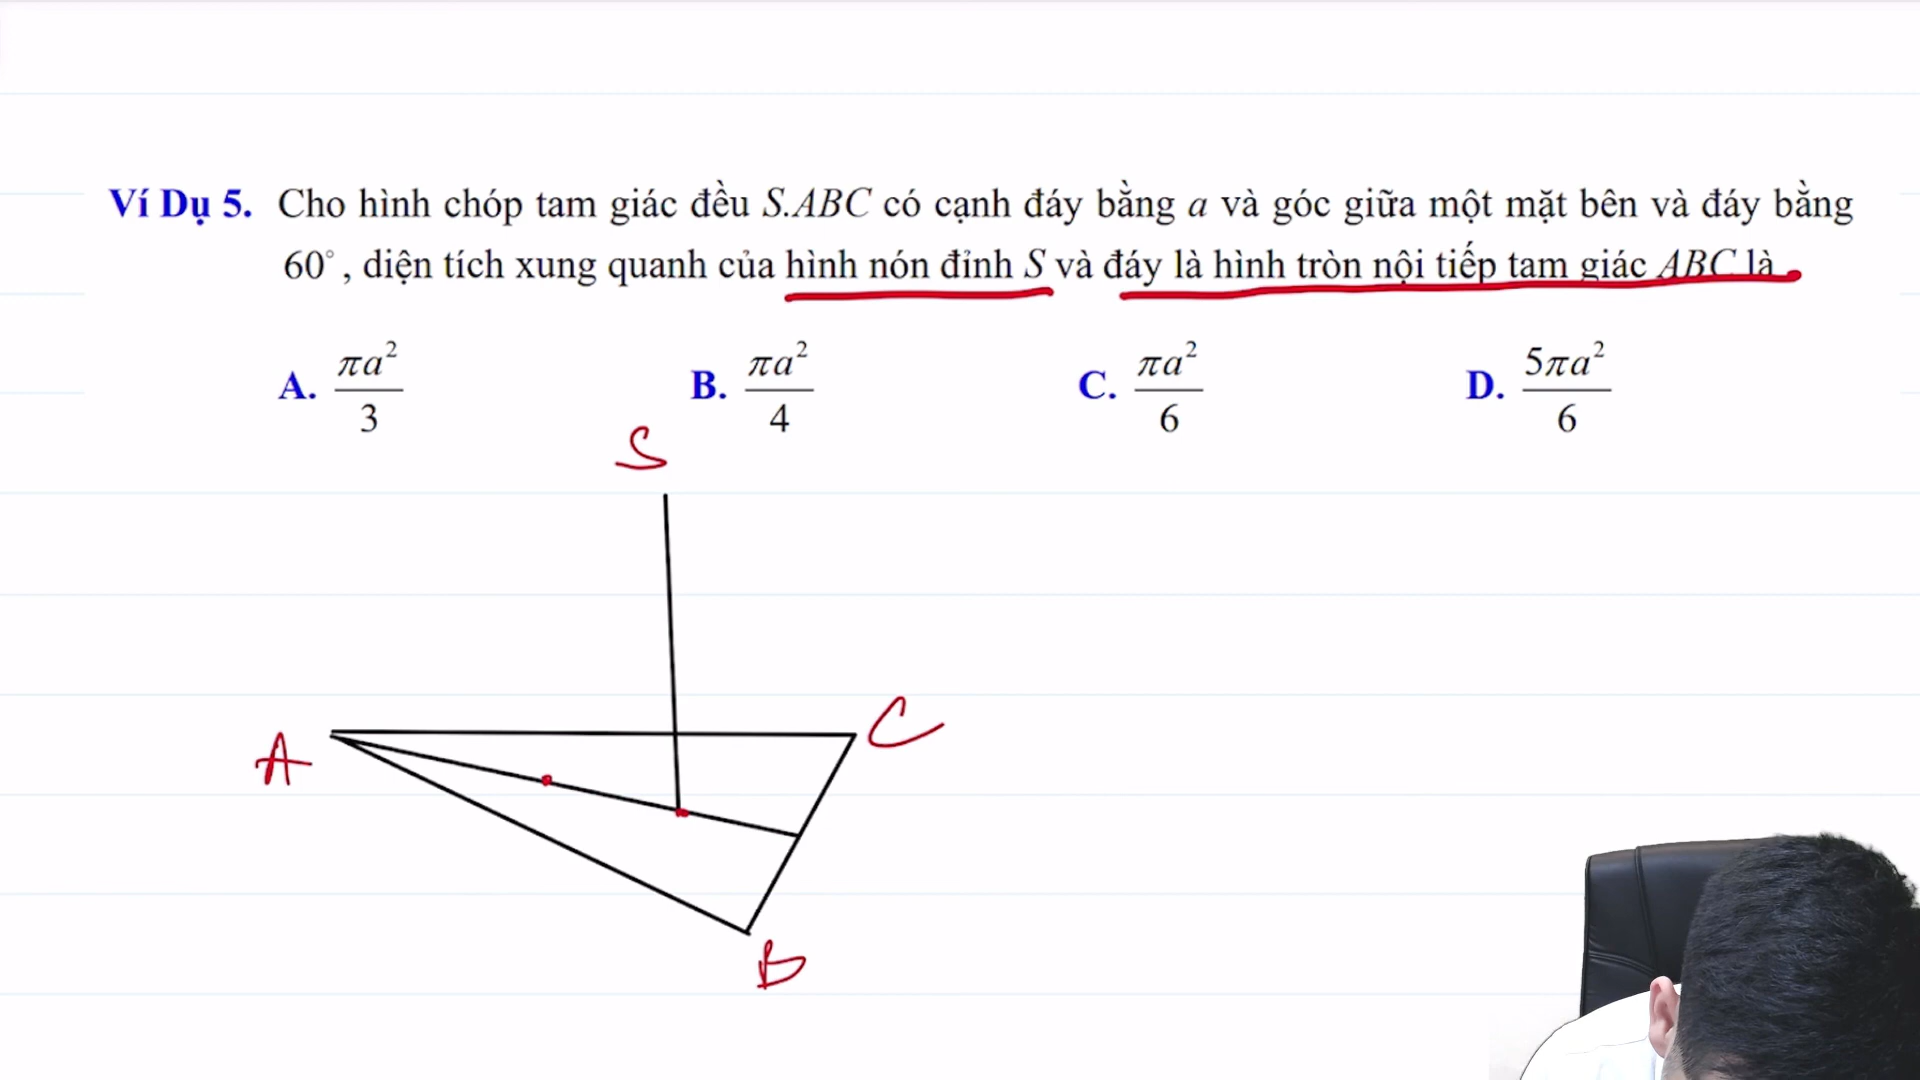 Ví Dụ 5. Cho hình chóp tam giác đều S.ABC có cạnh đáy bằng a và góc giữa một mặt bên và đáy bằng
60°, diện tích xung quanh của hình nón đỉnh S và đáy là hình tròn nội tiếp tam giác ABC là
A. πa²/3 B. πa²/4 C. πa²/6 D. 5πa²/6
S
C
A
B